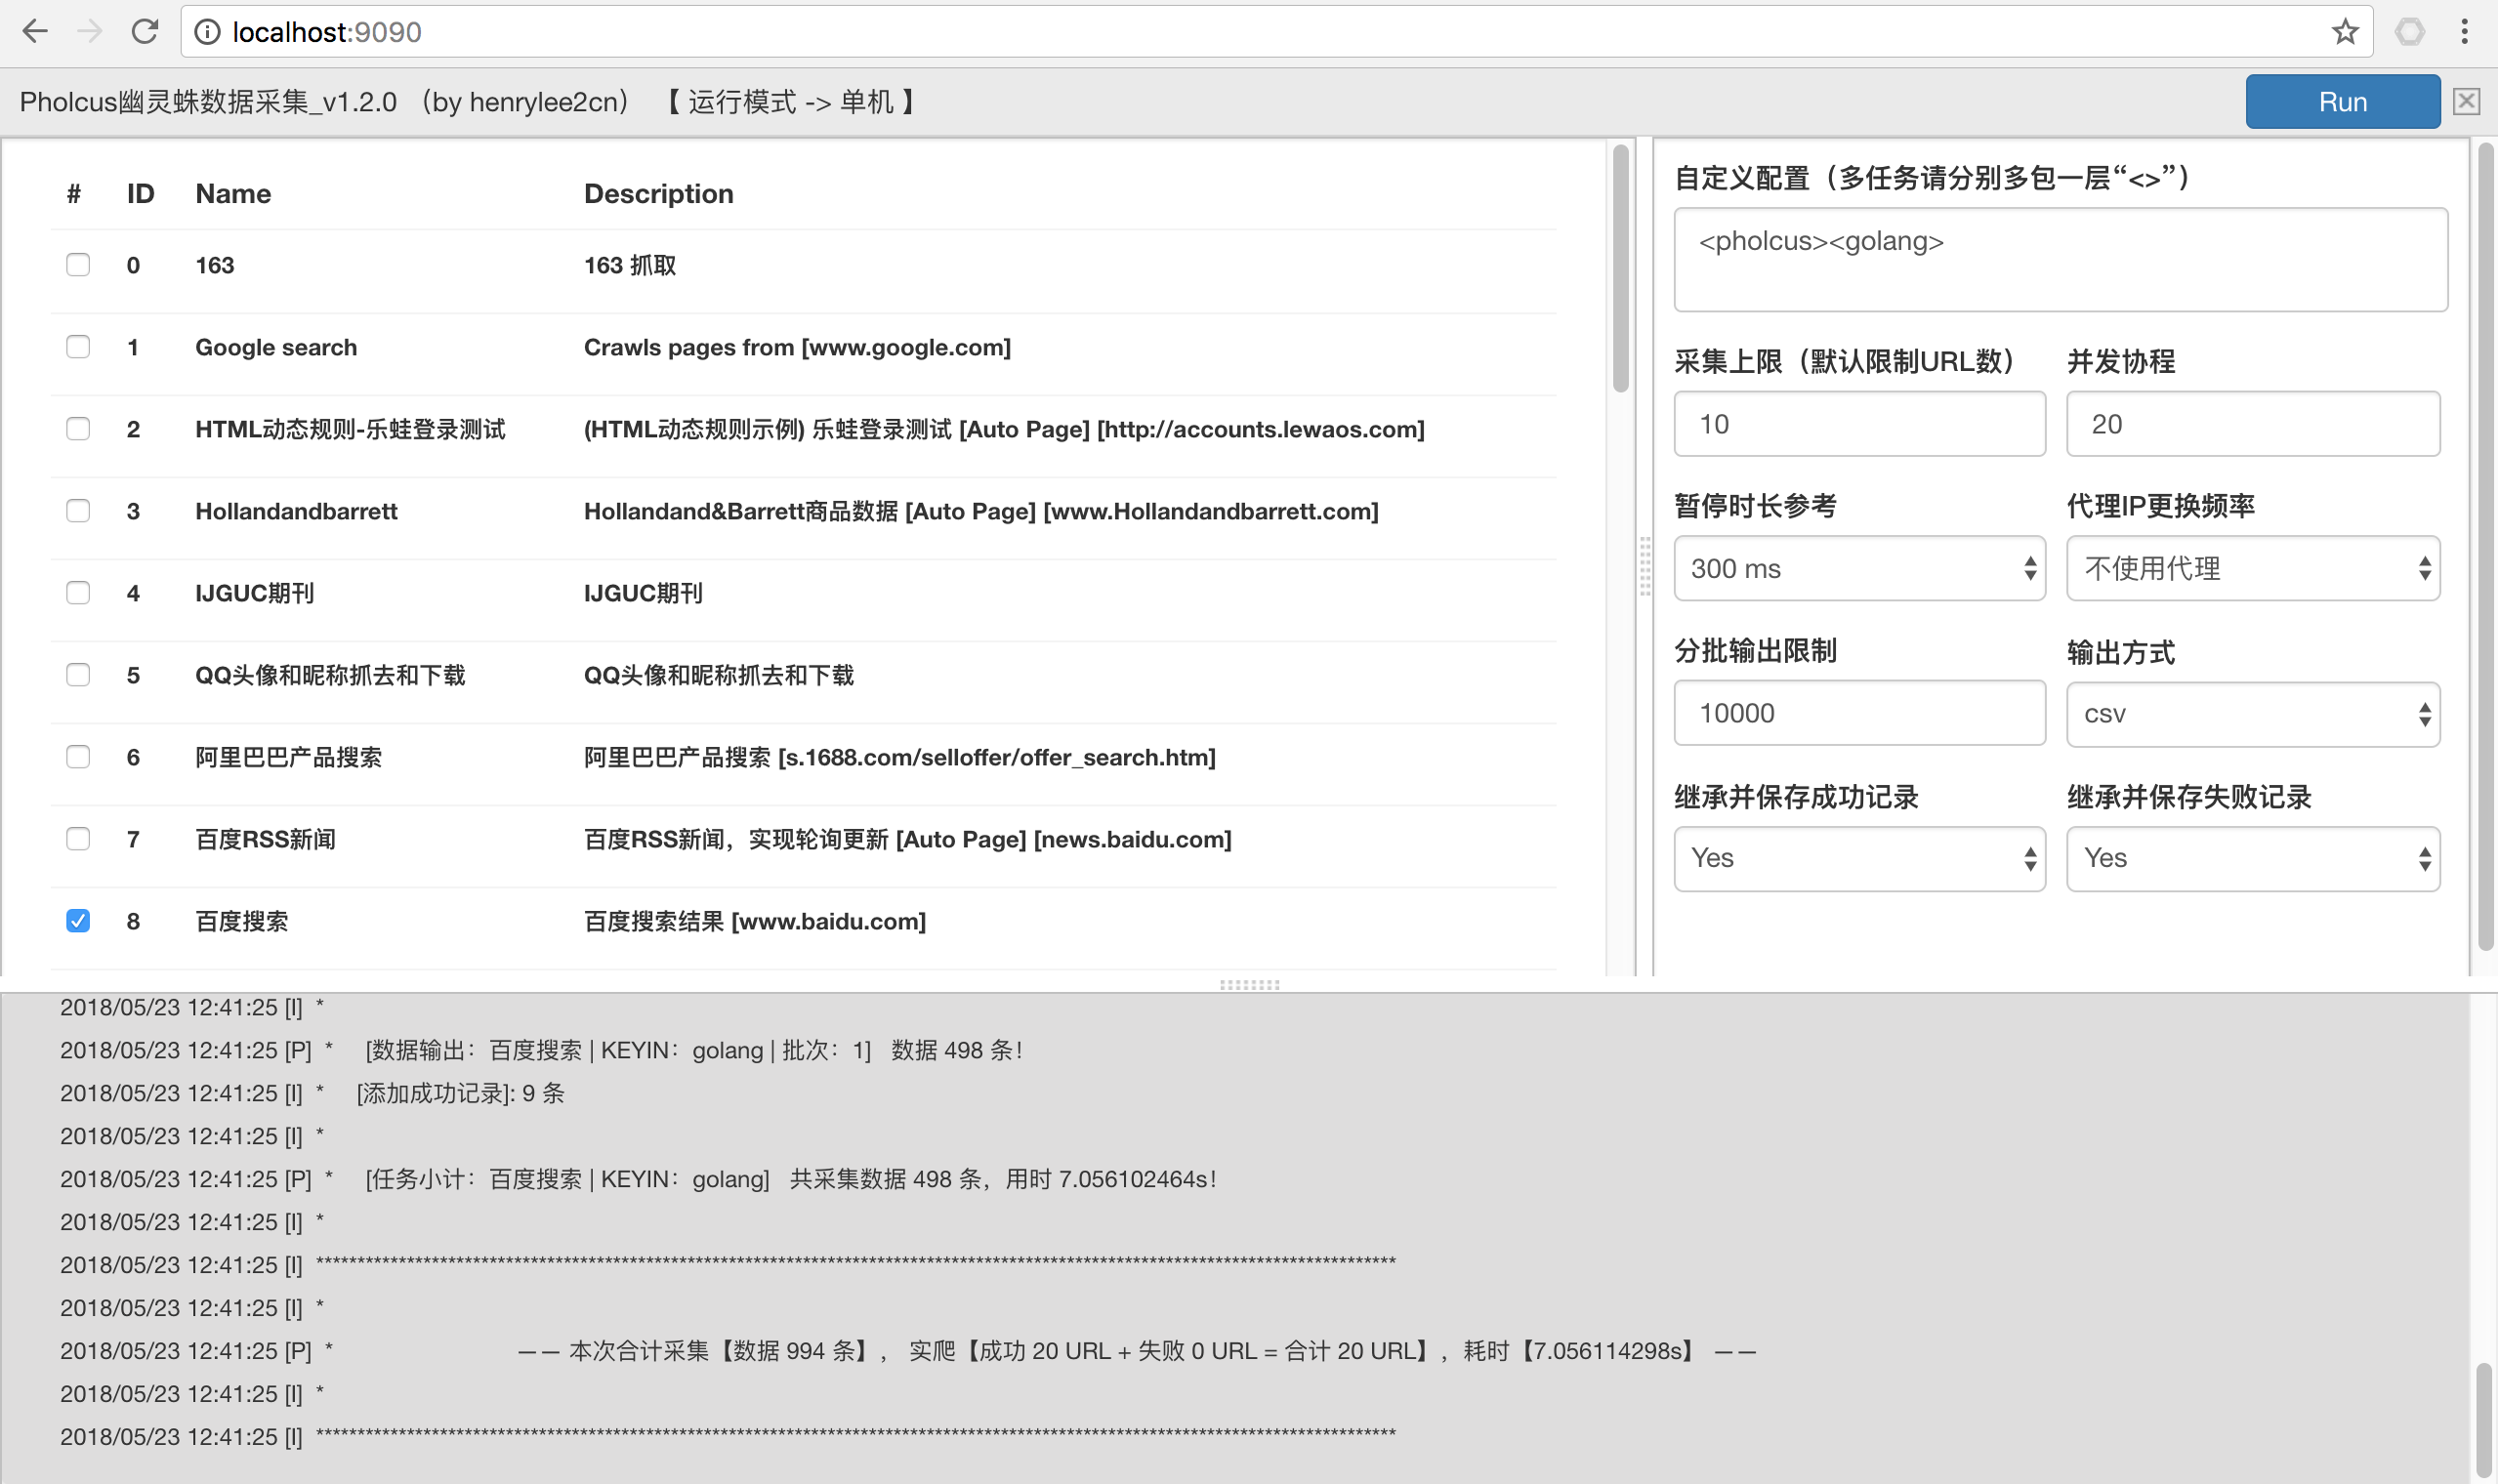 localhost:9090
Pholcus幽灵蛛数据采集_v1.2.0 （by henrylee2cn） 【 运行模式 -> 单机 】
Run
# ID Name Description
0 163 163 抓取
1 Google search Crawls pages from [www.google.com]
2 HTML动态规则-乐蛙登录测试 (HTML动态规则示例) 乐蛙登录测试 [Auto Page] [http://accounts.lewaos.com]
3 Hollandandbarrett Hollandand&Barrett商品数据 [Auto Page] [www.Hollandandbarrett.com]
4 IJGUC期刊 IJGUC期刊
5 QQ头像和昵称抓去和下载 QQ头像和昵称抓去和下载
6 阿里巴巴产品搜索 阿里巴巴产品搜索 [s.1688.com/selloffer/offer_search.htm]
7 百度RSS新闻 百度RSS新闻，实现轮询更新 [Auto Page] [news.baidu.com]
8 百度搜索 百度搜索结果 [www.baidu.com]
自定义配置（多任务请分别多包一层“<>”）
<pholcus><golang>
采集上限（默认限制URL数） 并发协程
10 20
暂停时长参考 代理IP更换频率
300 ms 不使用代理
分批输出限制 输出方式
10000 csv
继承并保存成功记录 继承并保存失败记录
Yes Yes
2018/05/23 12:41:25 [I] *
2018/05/23 12:41:25 [P] * [数据输出：百度搜索 | KEYIN：golang | 批次：1] 数据 498 条！
2018/05/23 12:41:25 [I] * [添加成功记录]: 9 条
2018/05/23 12:41:25 [I] *
2018/05/23 12:41:25 [P] * [任务小计：百度搜索 | KEYIN：golang] 共采集数据 498 条，用时 7.056102464s！
2018/05/23 12:41:25 [I] *
2018/05/23 12:41:25 [I] ***********************************************************************************************************************************
2018/05/23 12:41:25 [I] *
2018/05/23 12:41:25 [P] * —— 本次合计采集【数据 994 条】， 实爬【成功 20 URL + 失败 0 URL = 合计 20 URL】，耗时【7.056114298s】 ——
2018/05/23 12:41:25 [I] *
2018/05/23 12:41:25 [I] ***********************************************************************************************************************************